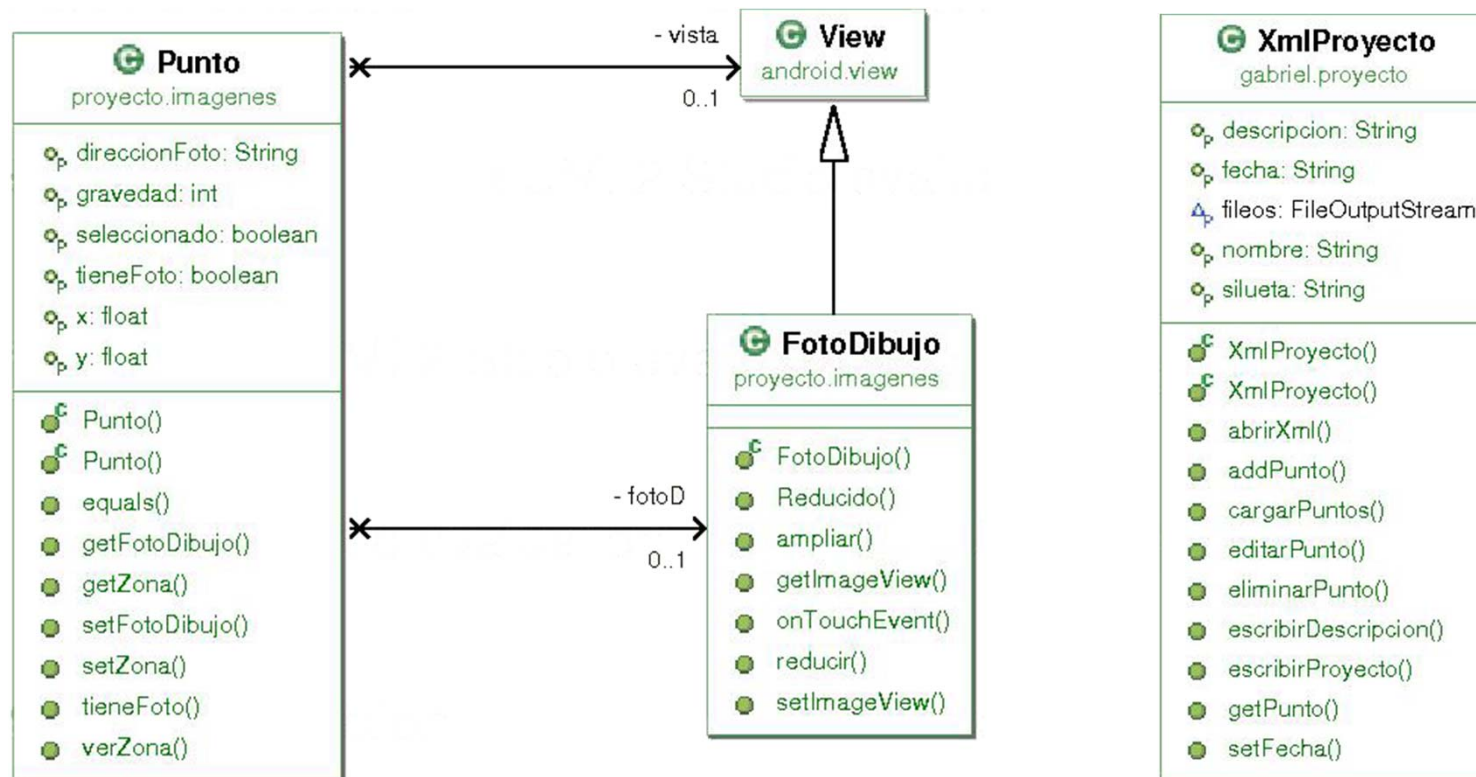 Punto
proyecto.imagenes
direccionFoto: String
gravedad: int
seleccionado: boolean
tieneFoto: boolean
x: float
y: float
Punto()
Punto()
equals()
getFotoDibujo()
getZona()
setFotoDibujo()
setZona()
tieneFoto()
verZona()
- vista
0..1
View
android.view
- fotoD
0..1
FotoDibujo
proyecto.imagenes
FotoDibujo()
Reducido()
ampliar()
getImageView()
onTouchEvent()
reducir()
setImageView()
XmlProyecto
gabriel.proyecto
descripcion: String
fecha: String
fileos: FileOutputStream
nombre: String
silueta: String
XmlProyecto()
XmlProyecto()
abrirXml()
addPunto()
cargarPuntos()
editarPunto()
eliminarPunto()
escribirDescripcion()
escribirProyecto()
getPunto()
setFecha()